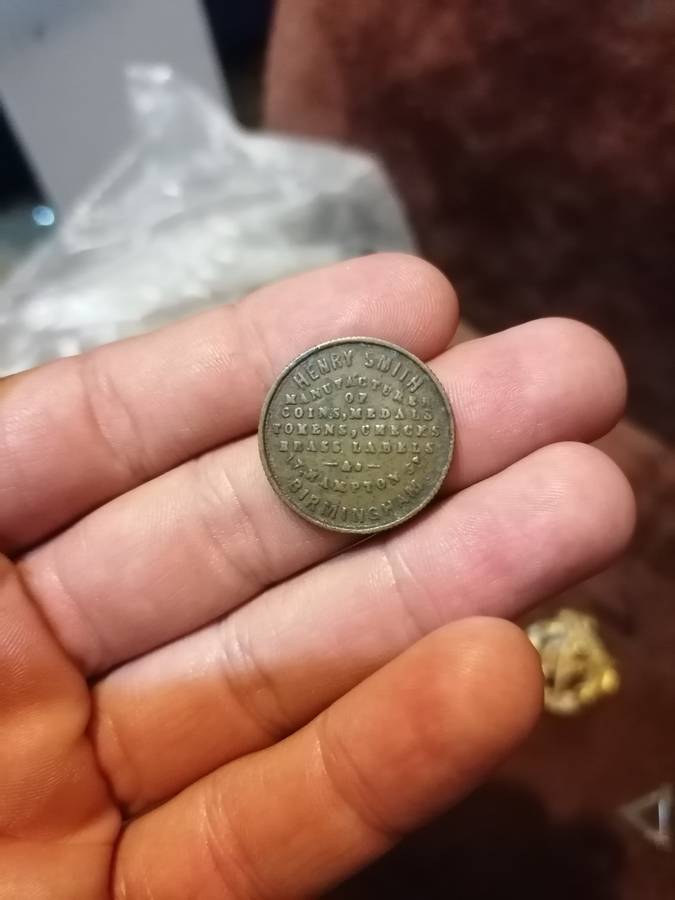 HENRY SMITH
MANUFACTURER
OF
COINS, MEDALS
TOKENS, CHECKS
BRASS LABELS
&c
HAMPTON ST
BIRMINGHAM